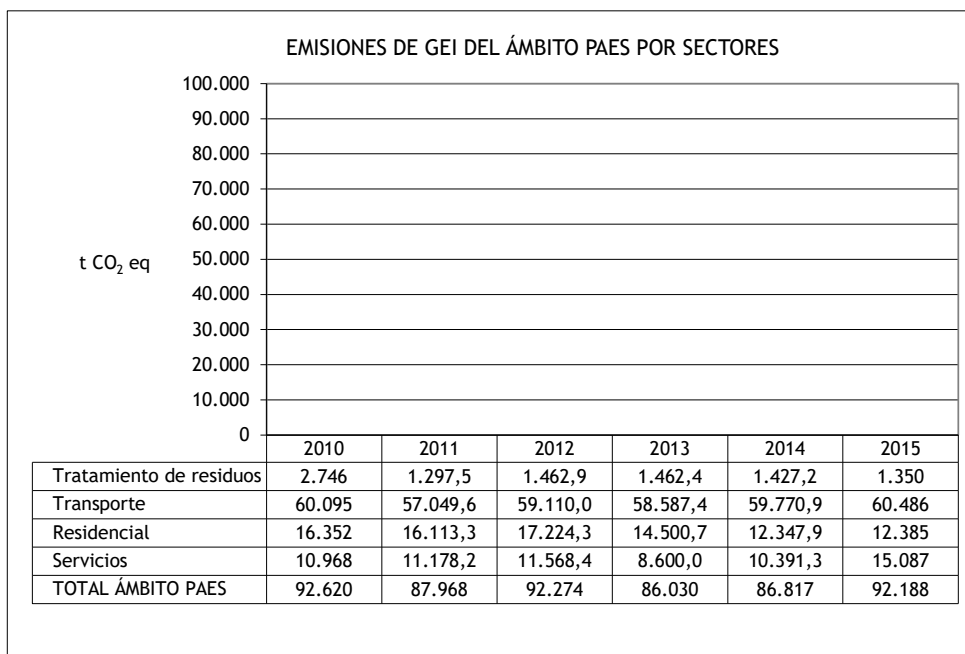 EMISIONES DE GEI DEL ÁMBITO PAES POR SECTORES
100.000
90.000
80.000
70.000
60.000
t CO₂ eq 50.000
40.000
30.000
20.000
10.000
0
2010 2011 2012 2013 2014 2015
Tratamiento de residuos 2.746 1.297,5 1.462,9 1.462,4 1.427,2 1.350
Transporte 60.095 57.049,6 59.110,0 58.587,4 59.770,9 60.486
Residencial 16.352 16.113,3 17.224,3 14.500,7 12.347,9 12.385
Servicios 10.968 11.178,2 11.568,4 8.600,0 10.391,3 15.087
TOTAL ÁMBITO PAES 92.620 87.968 92.274 86.030 86.817 92.188